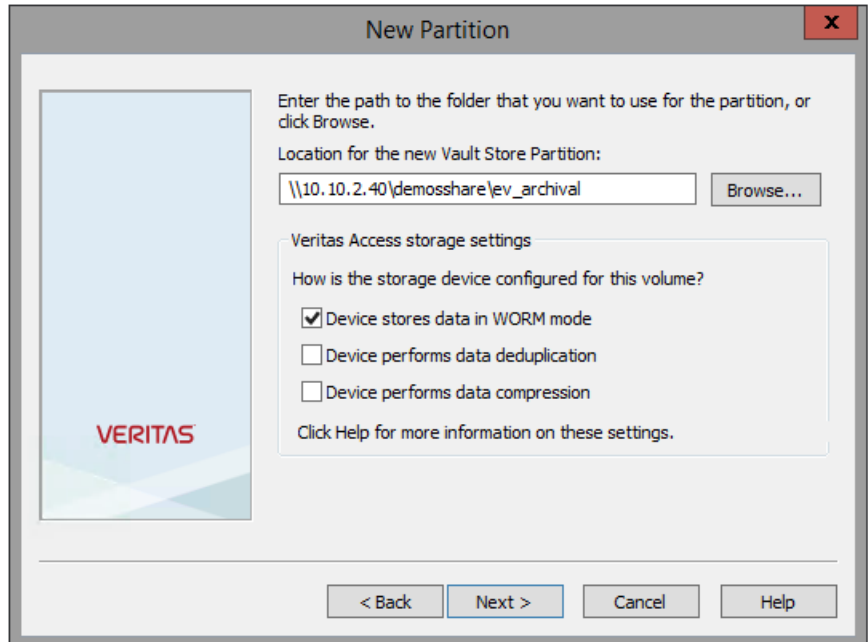 New Partition
x
Enter the path to the folder that you want to use for the partition, or
click Browse.
Location for the new Vault Store Partition:
\\10.10.2.40\demosshare\ev_archival
Browse...
Veritas Access storage settings
How is the storage device configured for this volume?
Device stores data in WORM mode
Device performs data deduplication
Device performs data compression
Click Help for more information on these settings.
VERITAS
< Back
Next >
Cancel
Help